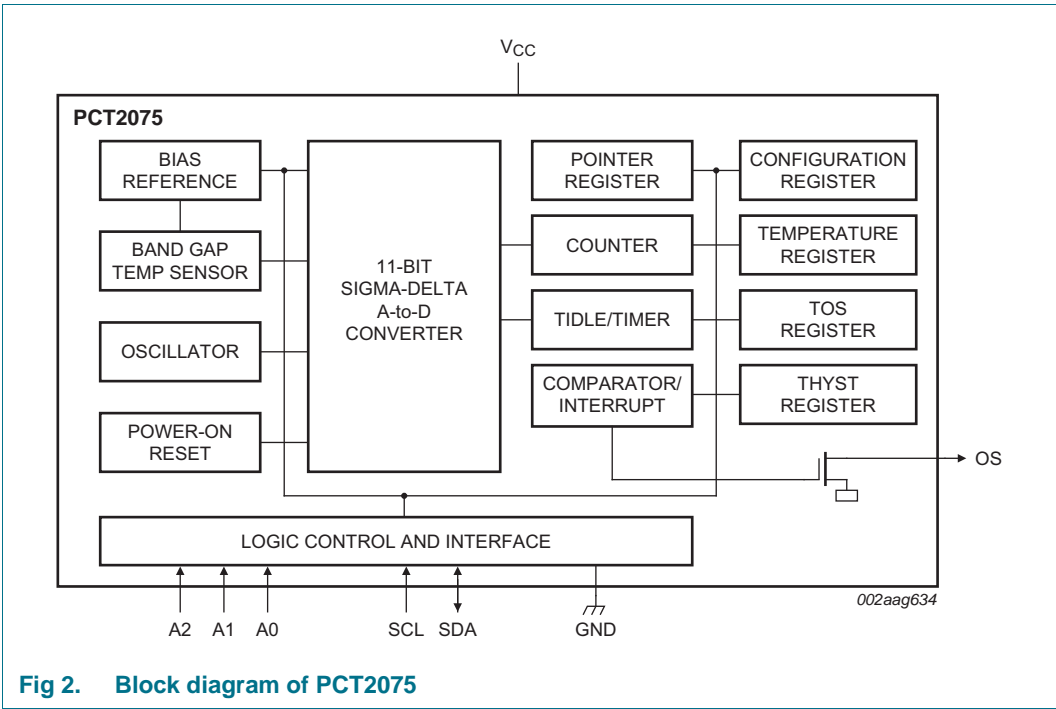 VCC
PCT2075
BIAS
REFERENCE
BAND GAP
TEMP SENSOR
OSCILLATOR
POWER-ON
RESET
11-BIT
SIGMA-DELTA
A-to-D
CONVERTER
POINTER
REGISTER
COUNTER
TIDLE/TIMER
COMPARATOR/
INTERRUPT
CONFIGURATION
REGISTER
TEMPERATURE
REGISTER
TOS
REGISTER
THYST
REGISTER
OS
LOGIC CONTROL AND INTERFACE
002aag634
A2 A1 A0 SCL SDA GND
Fig 2. Block diagram of PCT2075